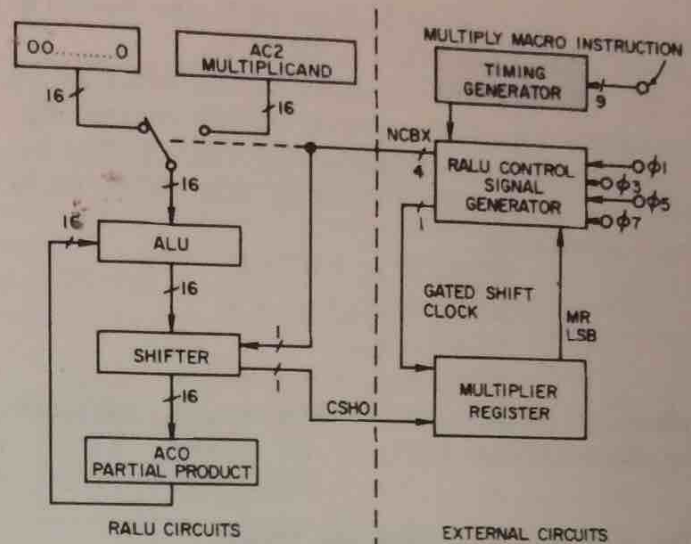 00.........0
AC2
MULTIPLICAND
16
16
16
16
ALU
16
SHIFTER
16
AC0
PARTIAL PRODUCT
RALU CIRCUITS
NCBX
4
1
1
1
CSHO1
MULTIPLY MACRO INSTRUCTION
TIMING
GENERATOR
9
RALU CONTROL
SIGNAL
GENERATOR
φ1
φ3
φ5
φ7
GATED SHIFT
CLOCK
MR
LSB
MULTIPLIER
REGISTER
EXTERNAL CIRCUITS